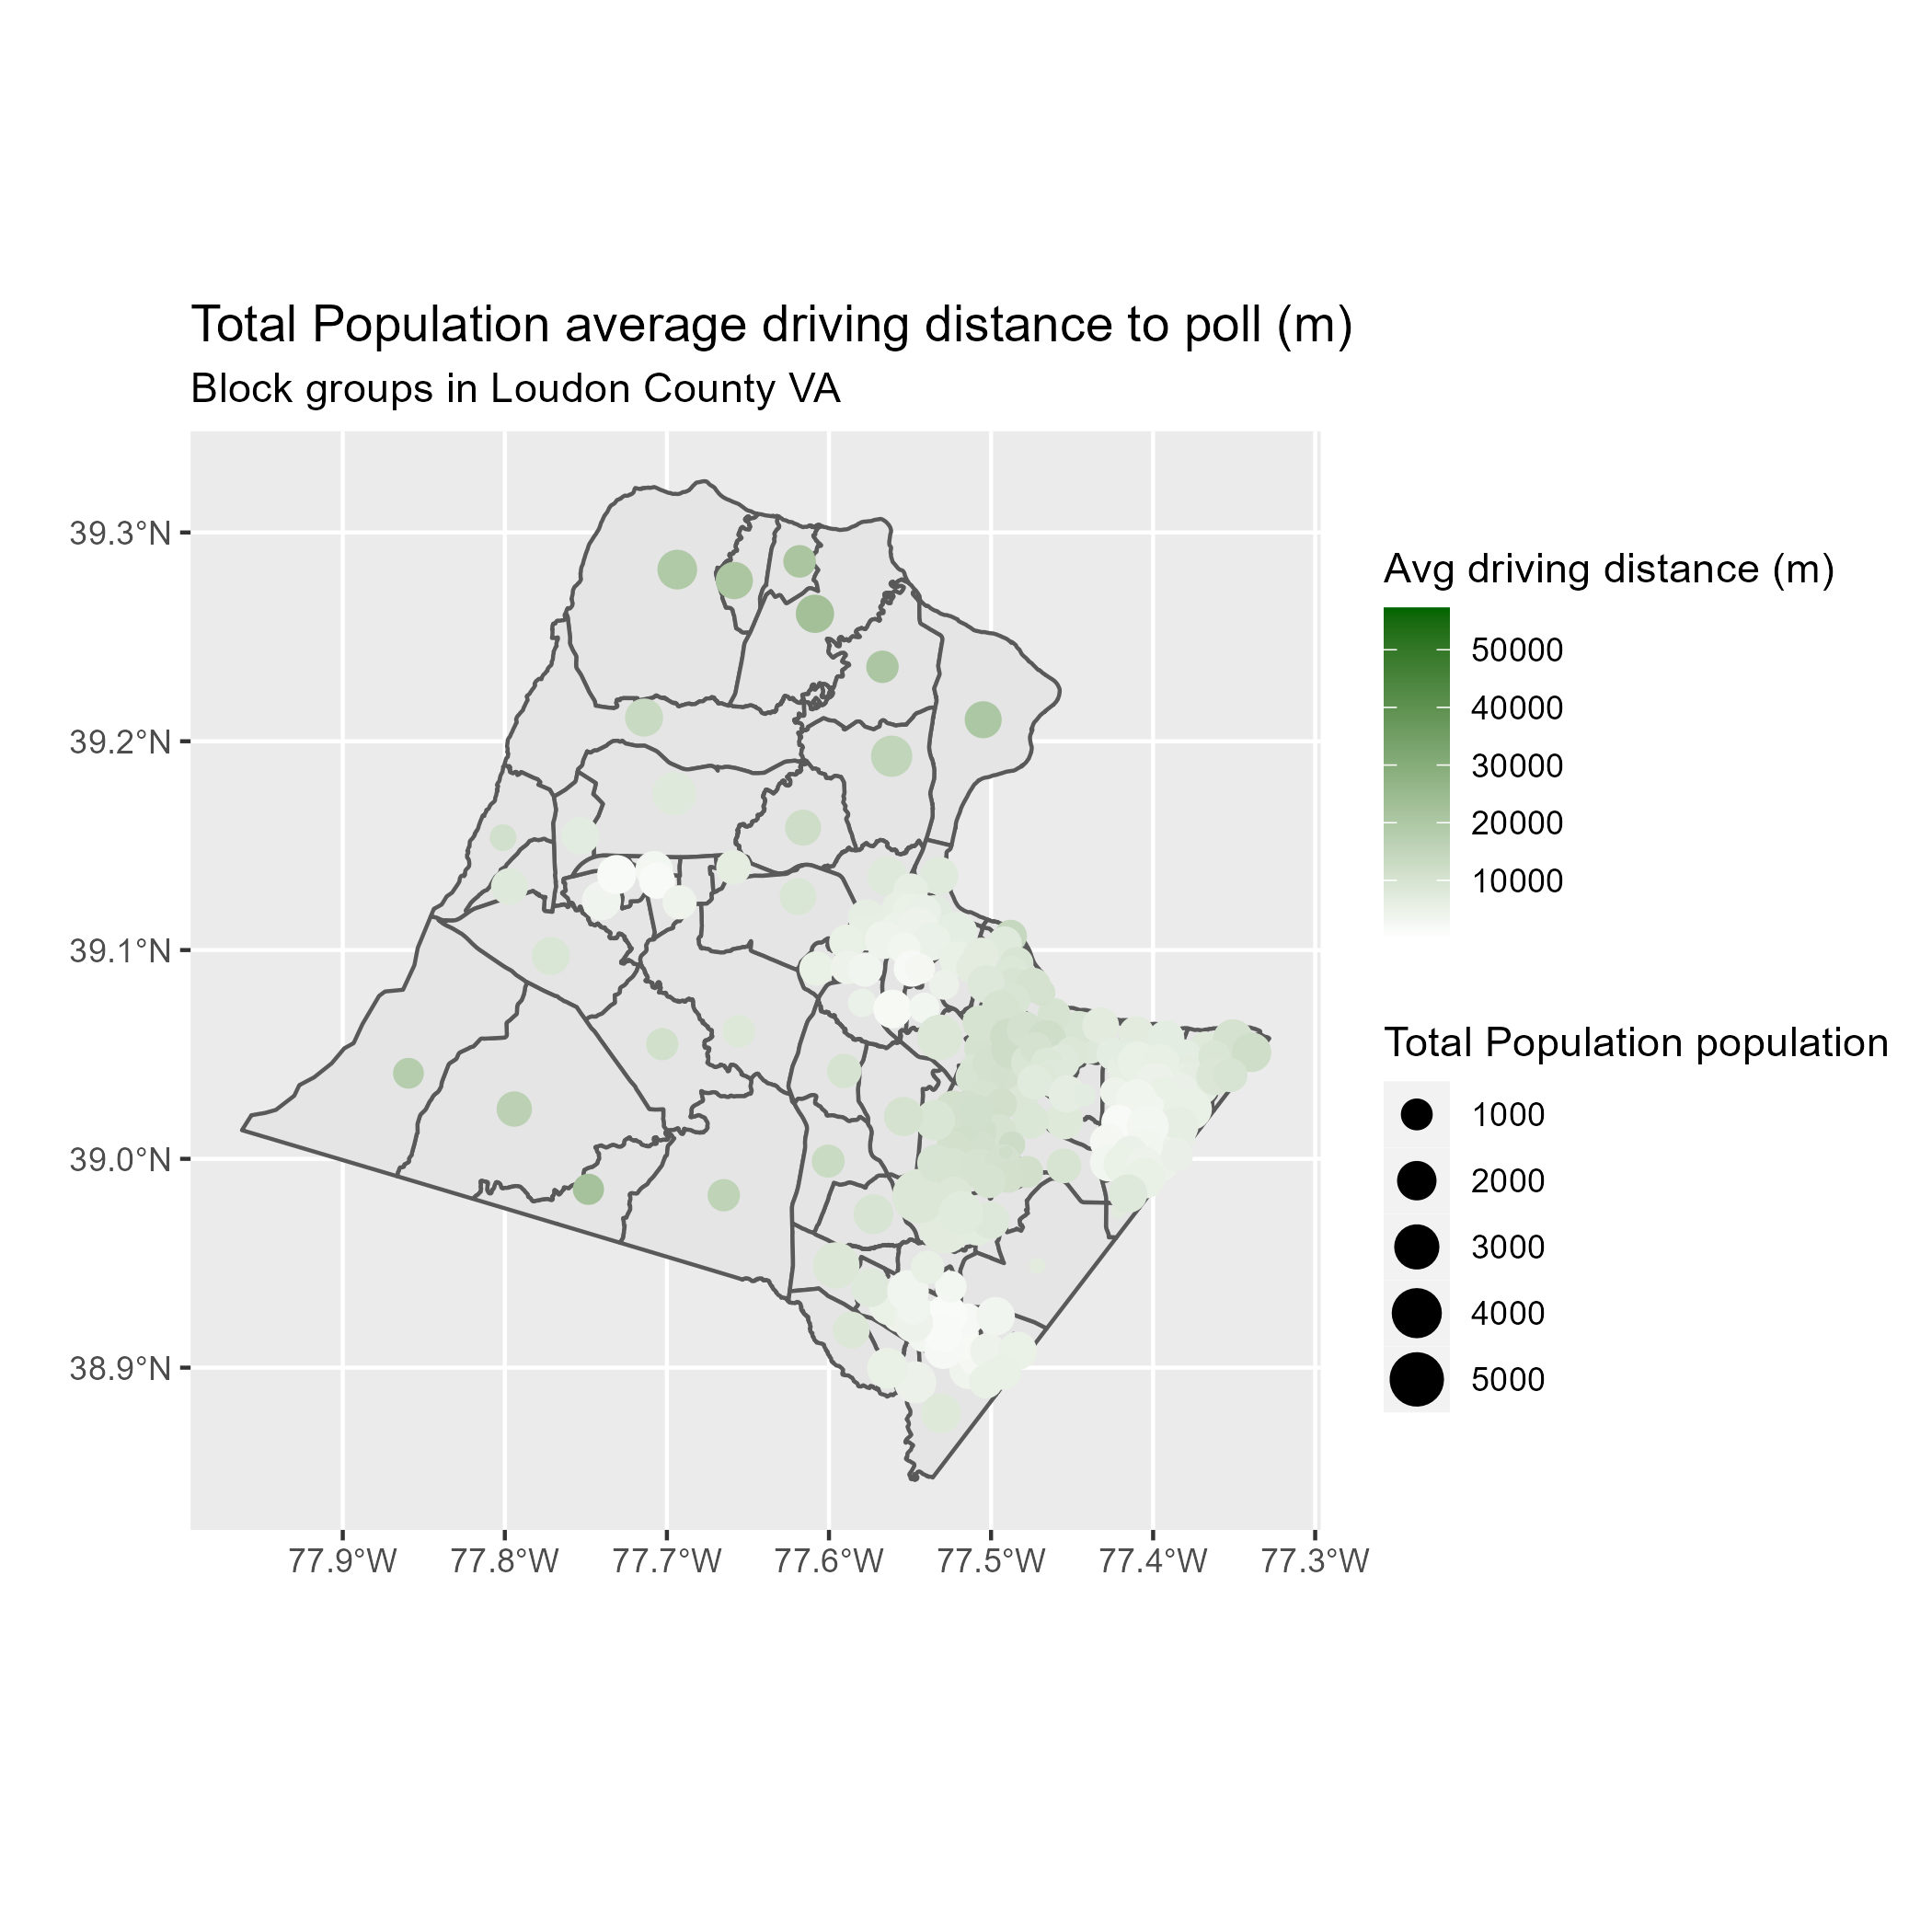 Total Population average driving distance to poll (m)
Block groups in Loudon County VA
39.3°N
39.2°N
39.1°N
39.0°N
38.9°N
77.9°W 77.8°W 77.7°W 77.6°W 77.5°W 77.4°W 77.3°W
Avg driving distance (m)
50000
40000
30000
20000
10000
Total Population population
1000
2000
3000
4000
5000